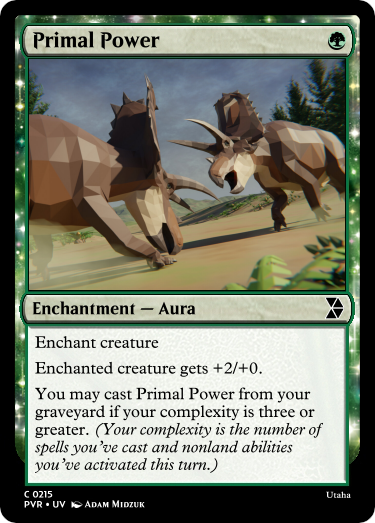 Primal Power
Enchantment — Aura
Enchant creature
Enchanted creature gets +2/+0.
You may cast Primal Power from your
graveyard if your complexity is three or
greater. (Your complexity is the number of
spells you've cast and nonland abilities
you've activated this turn.)
C 0215
PVR • UV Adam Midzuk
Utaha